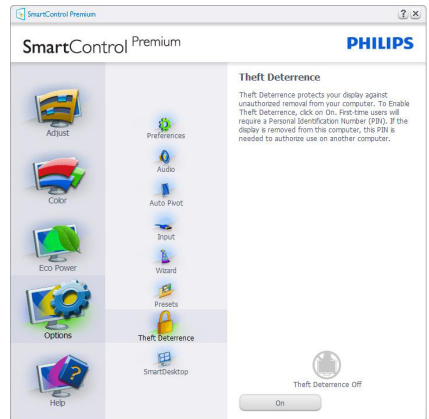 SmartControl Premium
? ×
SmartControl Premium
PHILIPS
Adjust
Color
Eco Power
Options
Help
Preferences
Audio
Auto Pivot
Input
Wizard
Presets
Theft Deterrence
SmartDesktop
Theft Deterrence
Theft Deterrence protects your display against
unauthorized removal from your computer. To Enable
Theft Deterrence, click on On. First-time users will
require a Personal Identification Number (PIN). If the
display is removed from this computer, this PIN is
needed to authorize use on another computer.
Theft Deterrence Off
On